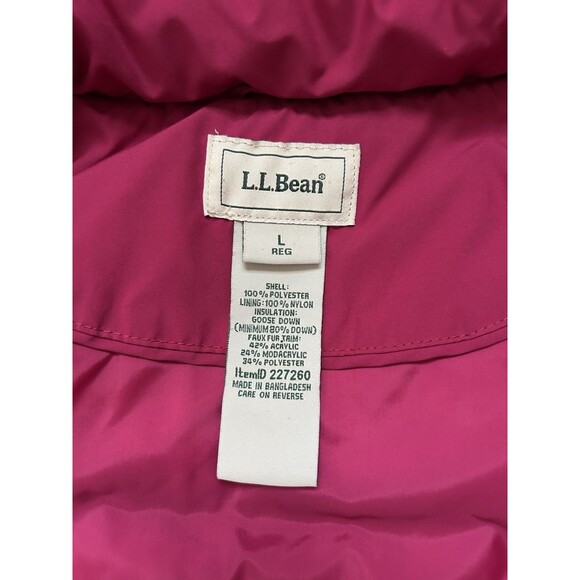 L.L.Bean®
L
REG
SHELL:
100% POLYESTER
LINING: 100% NYLON
INSULATION:
GOOSE DOWN
(MINIMUM 80% DOWN)
FAUX FUR TRIM:
42% ACRYLIC
24% MODACRYLIC
34% POLYESTER
ItemID 227260
MADE IN BANGLADESH
CARE ON REVERSE